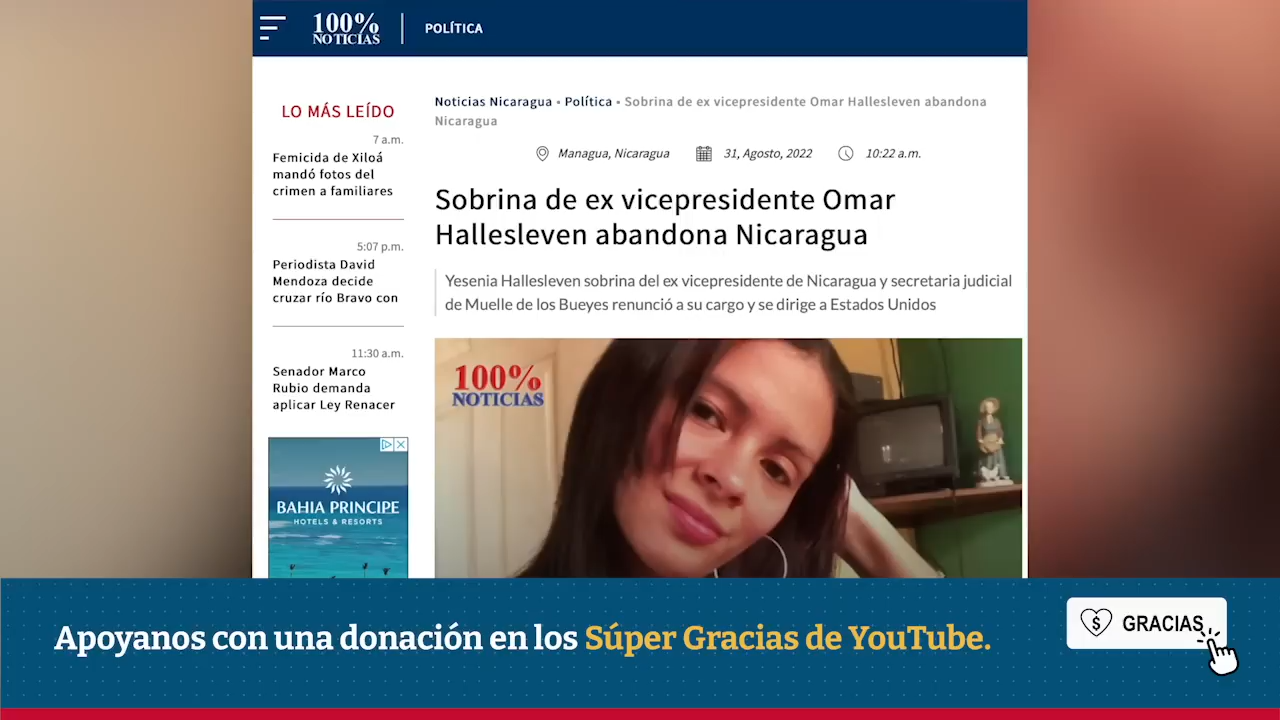 100%
NOTICIAS
POLÍTICA
LO MÁS LEÍDO
7 a.m.
Femicida de Xiloá
mandó fotos del
crimen a familiares
5:07 p.m.
Periodista David
Mendoza decide
cruzar río Bravo con
11:30 a.m.
Senador Marco
Rubio demanda
aplicar Ley Renacer
BAHIA PRINCIPE
HOTELS & RESORTS
Noticias Nicaragua • Política • Sobrina de ex vicepresidente Omar Hallesleven abandona
Nicaragua
Managua, Nicaragua 31, Agosto, 2022 10:22 a.m.
Sobrina de ex vicepresidente Omar
Hallesleven abandona Nicaragua
Yesenia Hallesleven sobrina del ex vicepresidente de Nicaragua y secretaria judicial
de Muelle de los Bueyes renunció a su cargo y se dirige a Estados Unidos
100%
NOTICIAS
Apoyanos con una donación en los Súper Gracias de YouTube.
$ GRACIAS